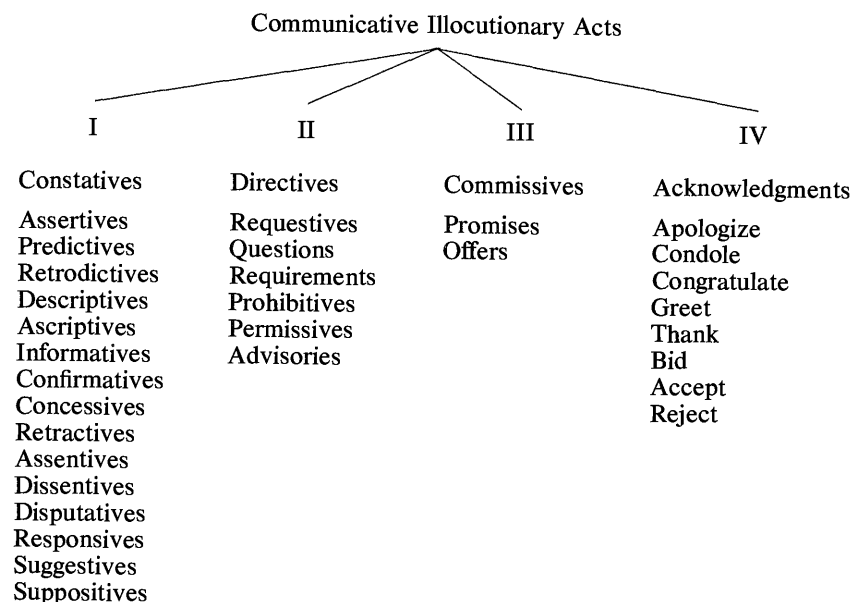 Communicative Illocutionary Acts
I
Constatives
Assertives
Predictives
Retrodictives
Descriptives
Ascriptives
Informatives
Confirmatives
Concessives
Retractives
Assentives
Dissentives
Disputatives
Responsives
Suggestives
Suppositives
II
Directives
Requestives
Questions
Requirements
Prohibitives
Permissives
Advisories
III
Commissives
Promises
Offers
IV
Acknowledgments
Apologize
Condole
Congratulate
Greet
Thank
Bid
Accept
Reject